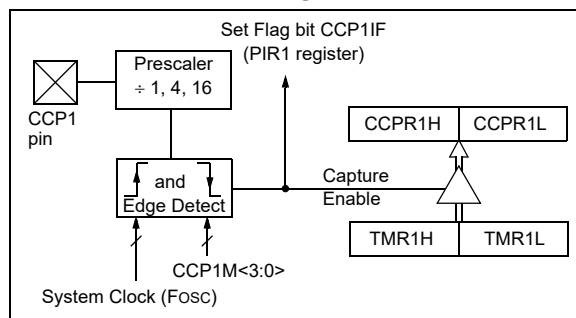 Set Flag bit CCP1IF
(PIR1 register)
Prescaler
÷ 1, 4, 16
CCP1
pin
CCPR1H
CCPR1L
and
Edge Detect
Capture
Enable
TMR1H
TMR1L
CCP1M<3:0>
System Clock (FOSC)